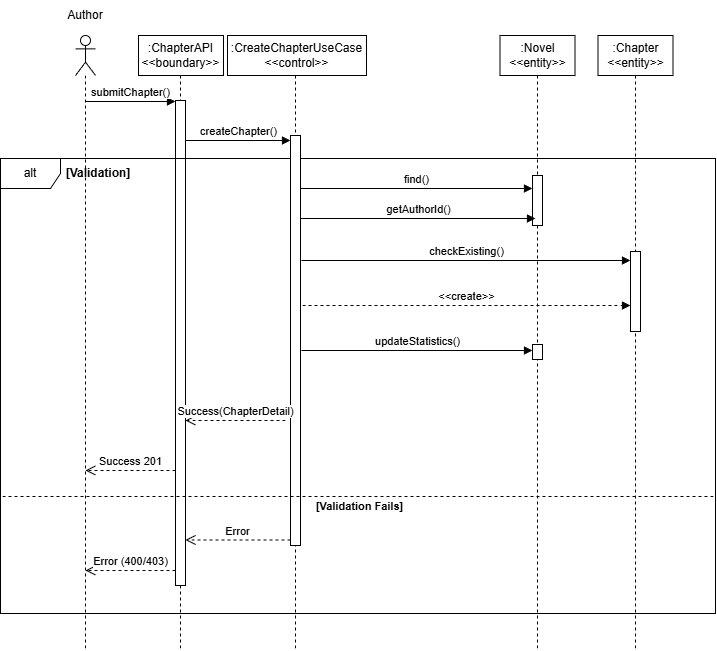 Author
:ChapterAPI
<<boundary>>
:CreateChapterUseCase
<<control>>
:Novel
<<entity>>
:Chapter
<<entity>>
submitChapter()
createChapter()
alt
[Validation]
find()
getAuthorId()
checkExisting()
<<create>>
updateStatistics()
Success(ChapterDetail)
Success 201
[Validation Fails]
Error
Error (400/403)